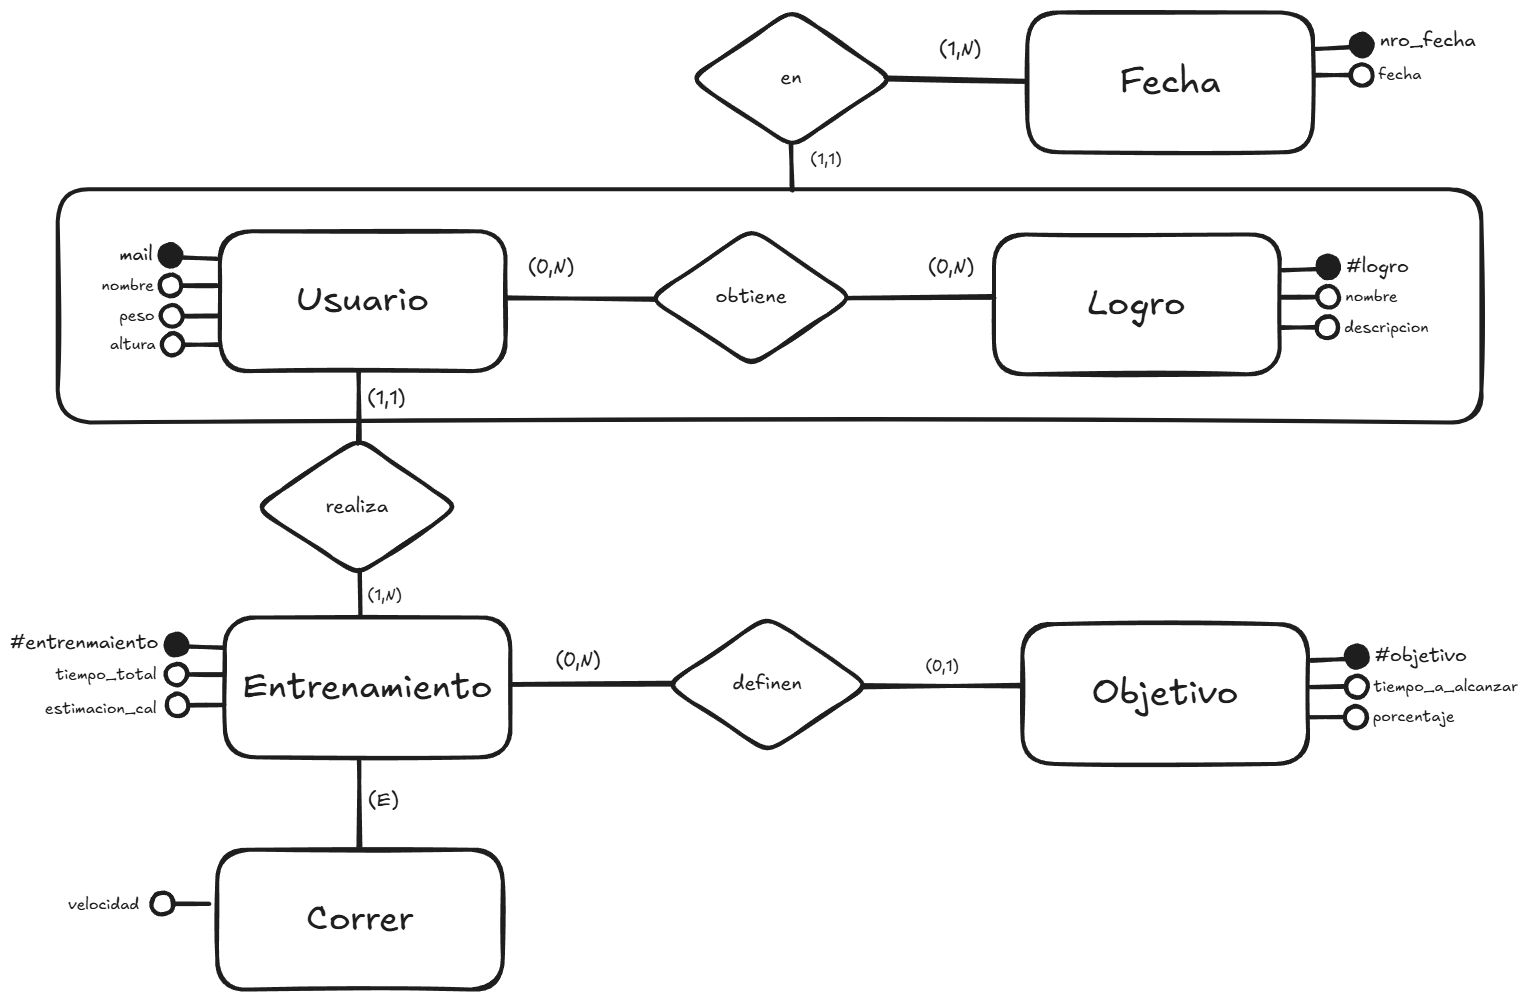 en
(1,N)
Fecha
nro_fecha
fecha
(1,1)
mail
nombre
peso
altura
Usuario
(0,N)
obtiene
(0,N)
Logro
#logro
nombre
descripcion
(1,1)
realiza
(1,N)
#entrenmaiento
tiempo_total
estimacion_cal
Entrenamiento
(0,N)
definen
(0,1)
Objetivo
#objetivo
tiempo_a_alcanzar
porcentaje
(E)
velocidad
Correr